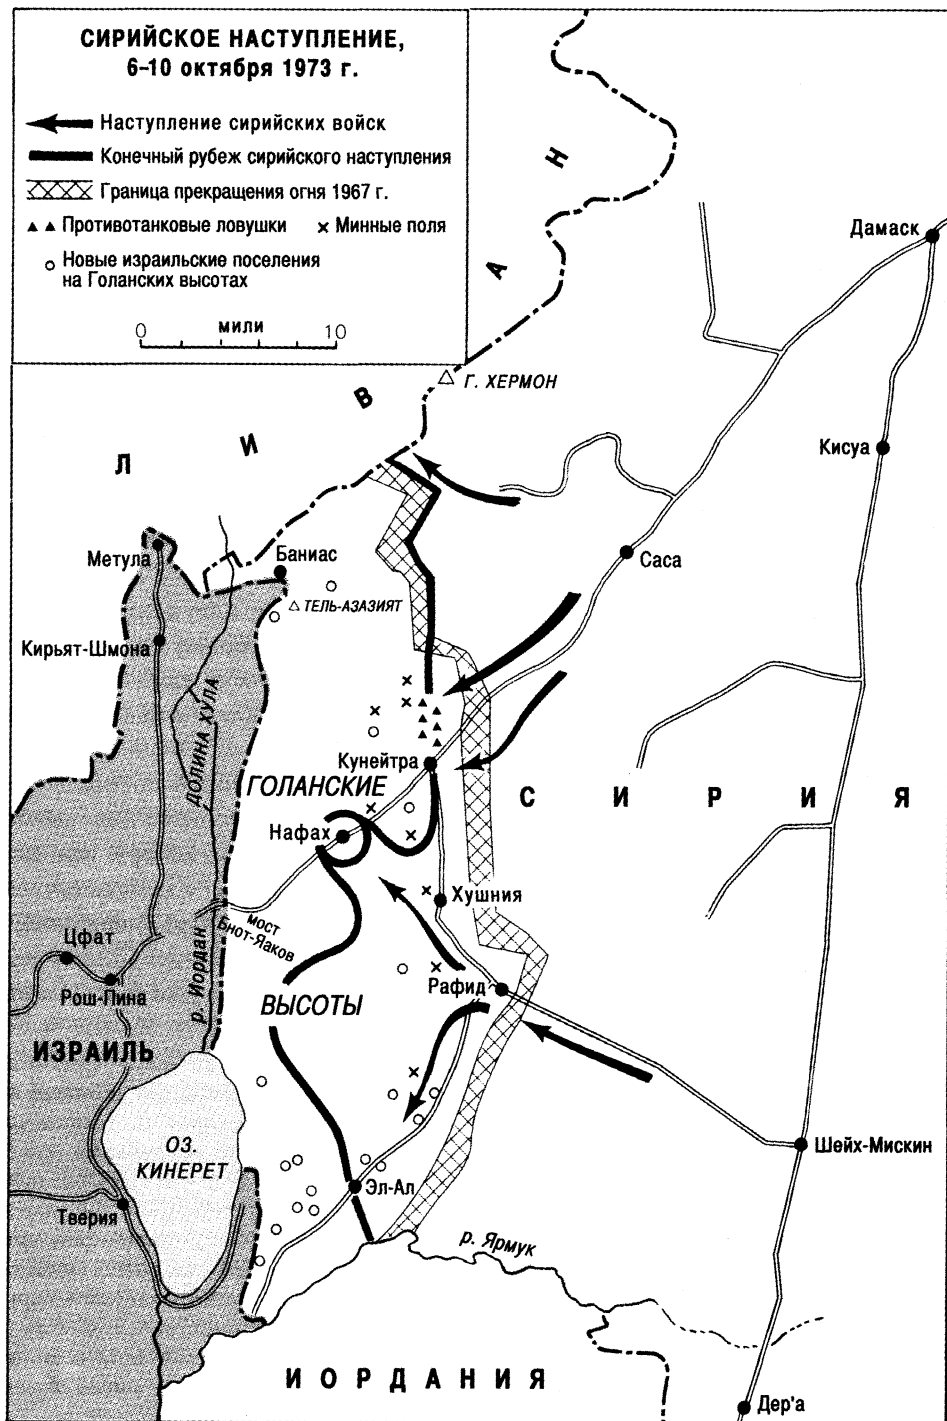 СИРИЙСКОЕ НАСТУПЛЕНИЕ,
6–10 октября 1973 г.
Наступление сирийских войск
Конечный рубеж сирийского наступления
Граница прекращения огня 1967 г.
Противотанковые ловушки
Минные поля
Новые израильские поселения
на Голанских высотах
0 МИЛИ 10
ЛИВАН
Дамаск
Г. ХЕРМОН
Кисуа
Метула
Баниас
Саса
ТЕЛЬ-АЗАЗИЯТ
Кирьят-Шмона
ДОЛИНА ХУЛА
Кунейтра
ГОЛАНСКИЕ
СИРИЯ
Нафах
Хушния
мост
Бнот-Яаков
Цфат
Рош-Пина
р. Иордан
Рафид
ВЫСОТЫ
ИЗРАИЛЬ
ОЗ.
КИНЕРЕТ
Шейх-Мискин
Эл-Ал
Тверия
р. Ярмук
ИОРДАНИЯ
Дер'а